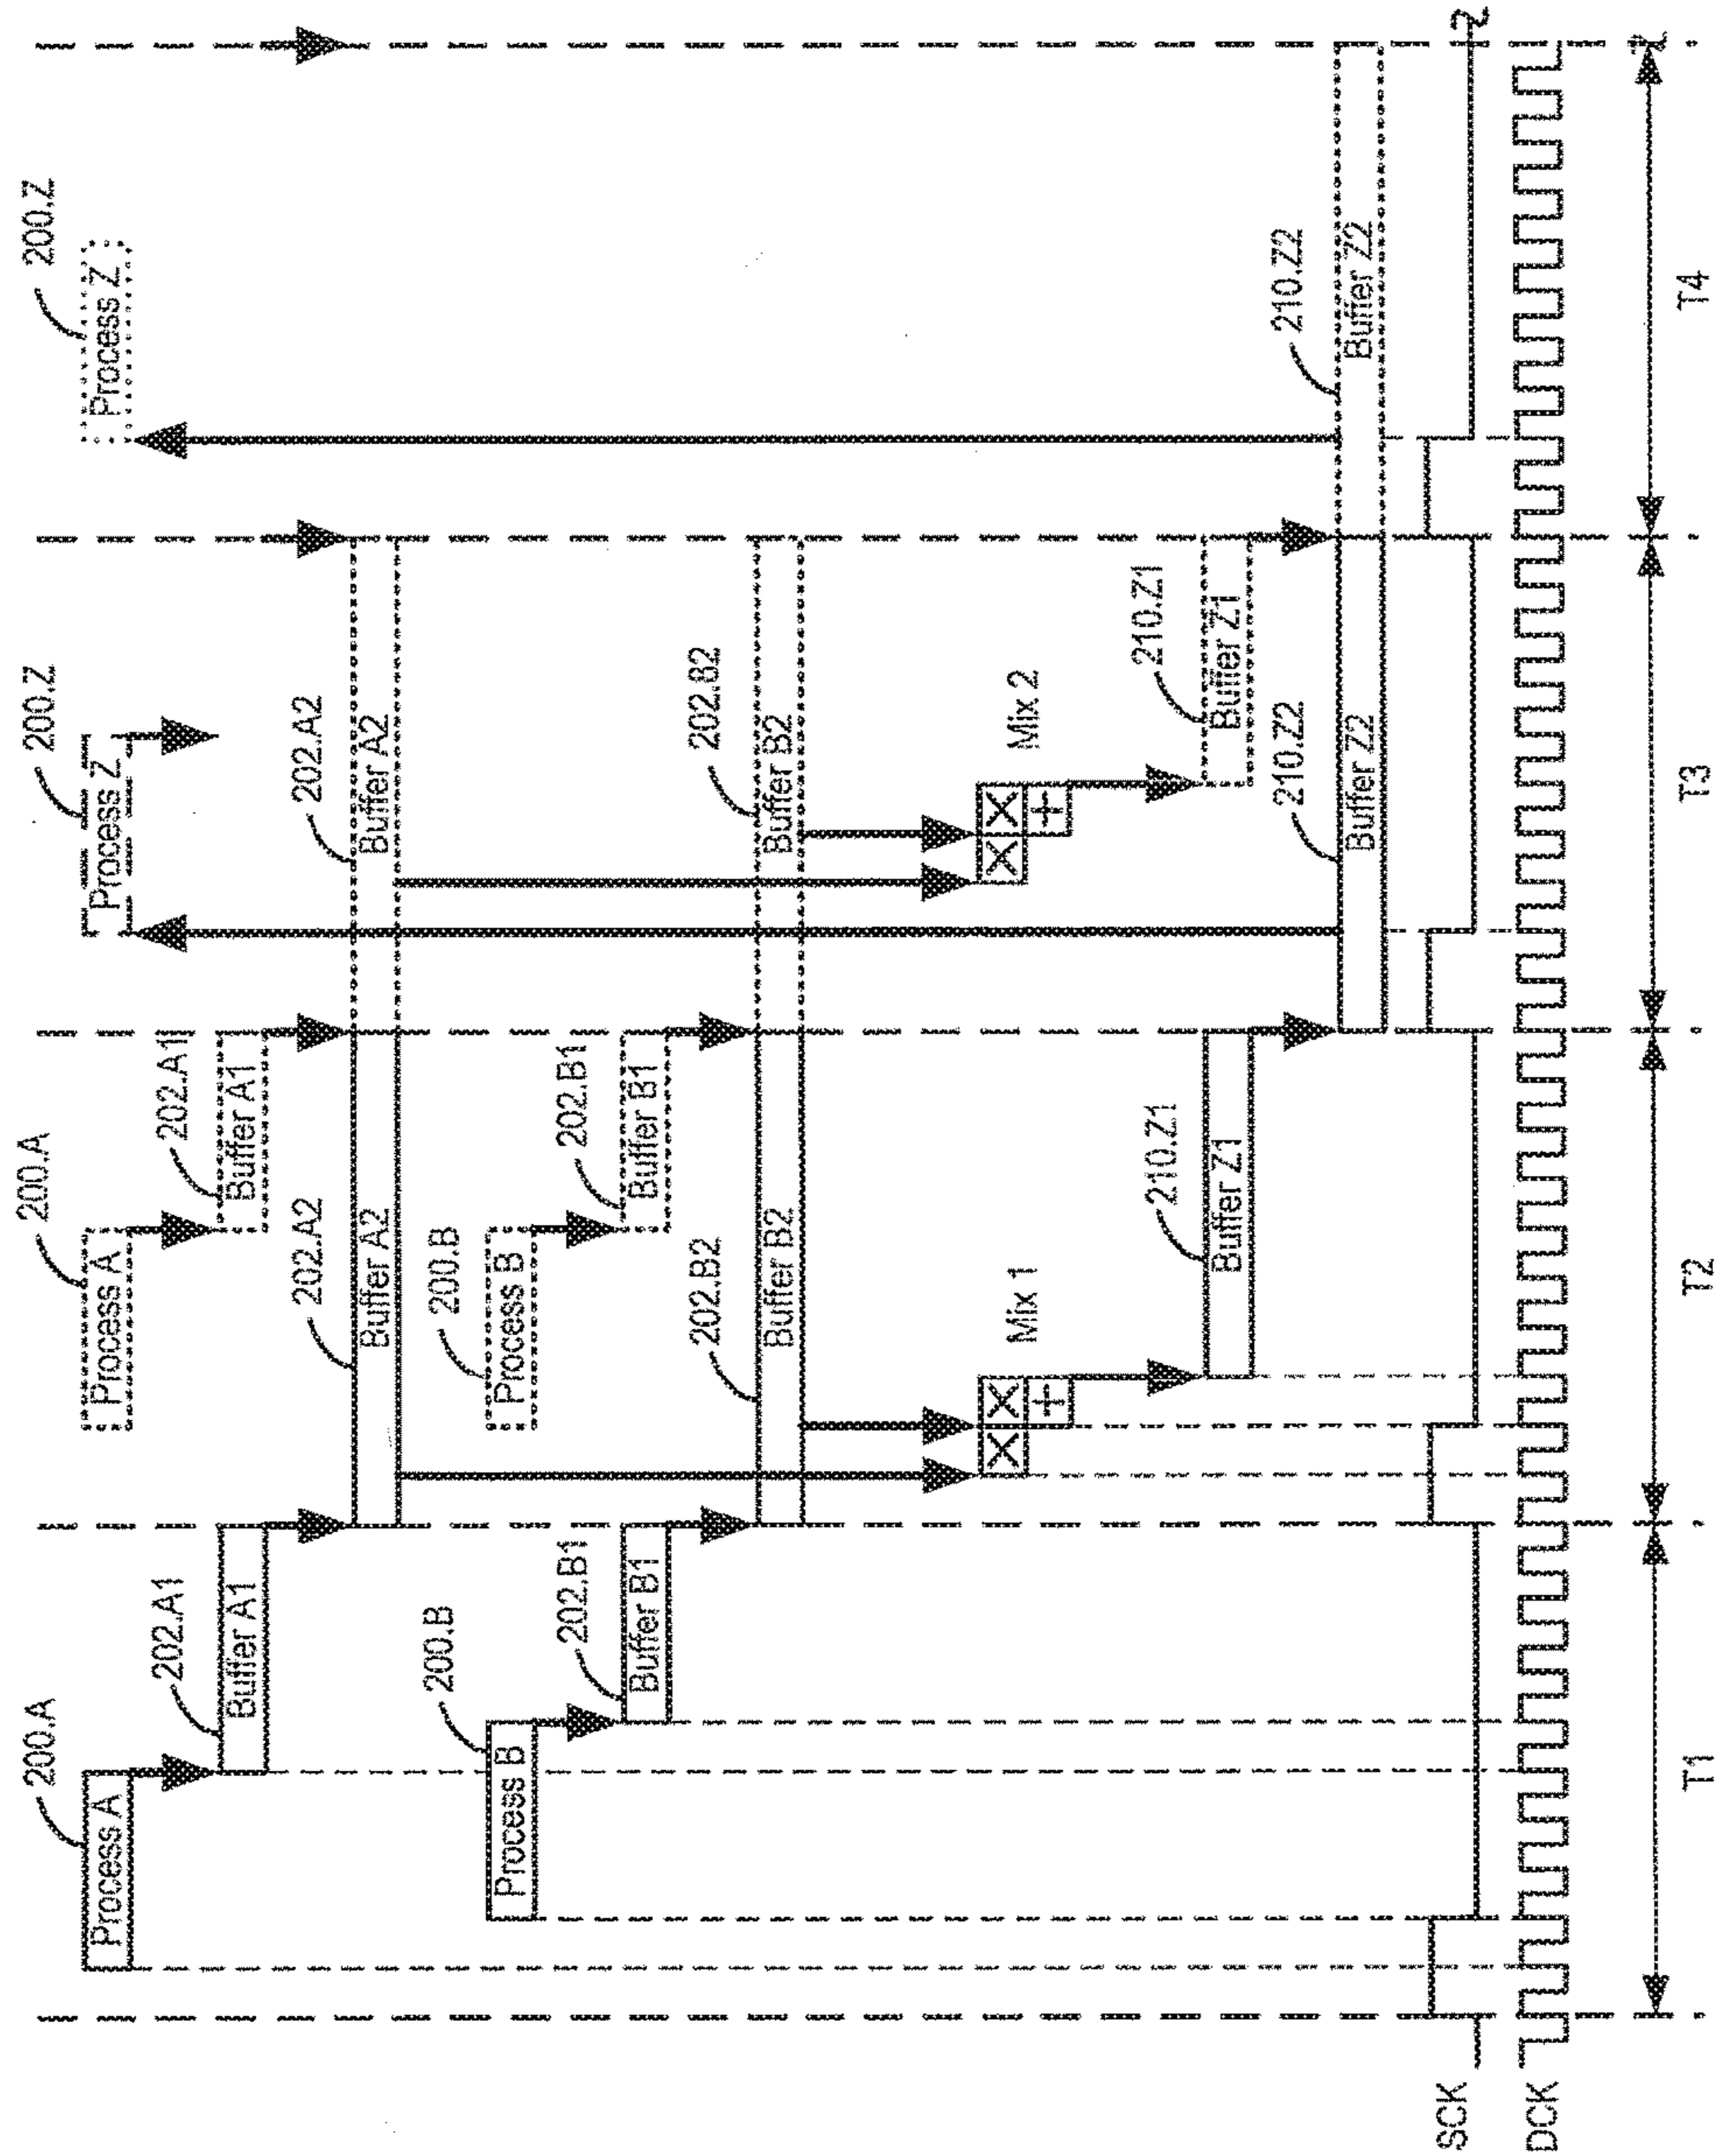 200.A 200.A 200.Z 200.Z
Process A Process A Process Z Process Z
202.A1 202.A1
Buffer A1 Buffer A1
202.A2 202.A2
Buffer A2 Buffer A2
200.B 200.B
Process B Process B
202.B1 202.B1
Buffer B1 Buffer B1
202.B2 202.B2
Buffer B2 Buffer B2
X X Mix 1 X X Mix 2
+ +
210.Z1 210.Z1
Buffer Z1 Buffer Z1
210.Z2 210.Z2
Buffer Z2 Buffer Z2
SCK
DCK
T1 T2 T3 T4